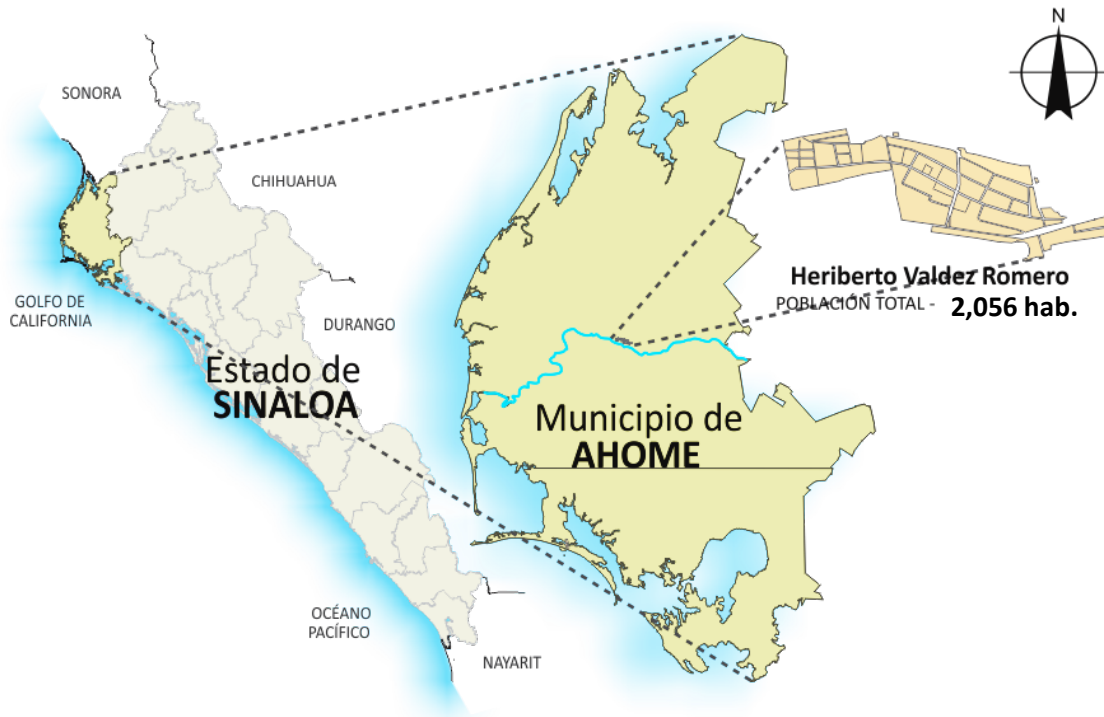 N
SONORA
CHIHUAHUA
GOLFO DE
CALIFORNIA
DURANGO
Estado de
SINALOA
OCÉANO
PACÍFICO
NAYARIT
Municipio de
AHOME
Heriberto Valdez Romero
POBLACIÓN TOTAL - 2,056 hab.